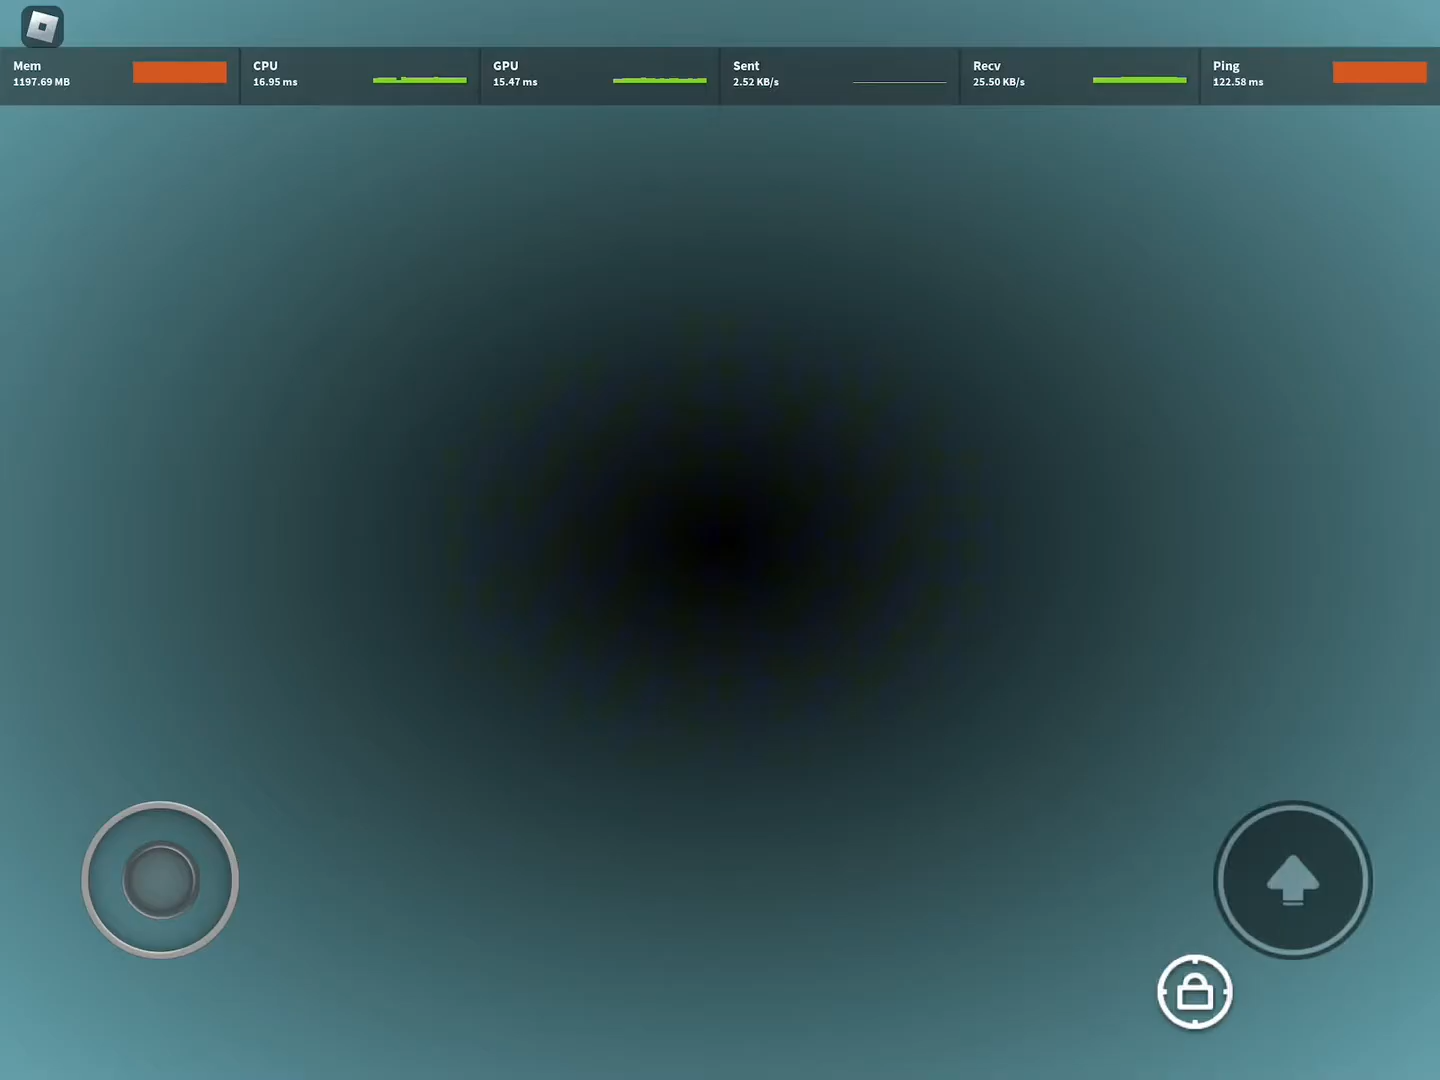 Mem
1197.69 MB
CPU
16.95 ms
GPU
15.47 ms
Sent
2.52 KB/s
Recv
25.50 KB/s
Ping
122.58 ms